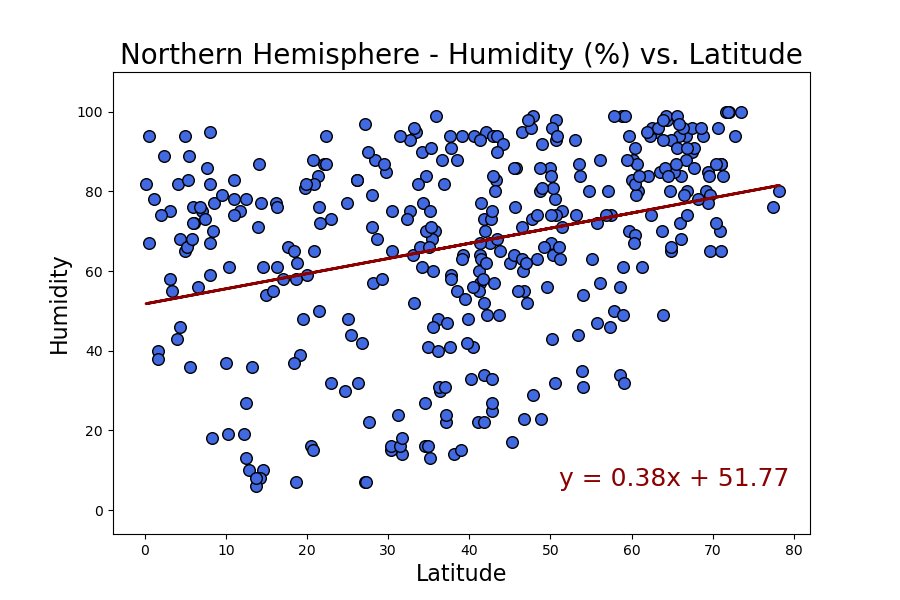 Northern Hemisphere - Humidity (%) vs. Latitude
100
80
60
40
20
0
Humidity
y = 0.38x + 51.77
0 10 20 30 40 50 60 70 80
Latitude